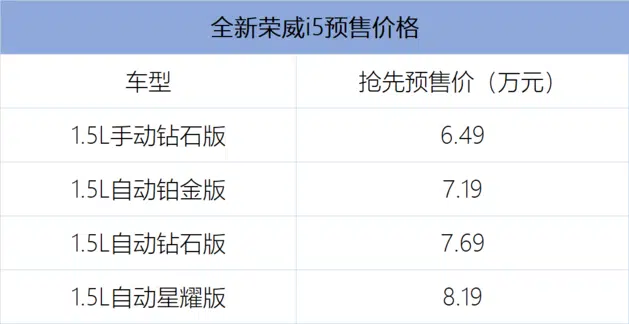 全新荣威i5预售价格
车型 抢先预售价（万元）
1.5L手动钻石版 6.49
1.5L自动铂金版 7.19
1.5L自动钻石版 7.69
1.5L自动星耀版 8.19